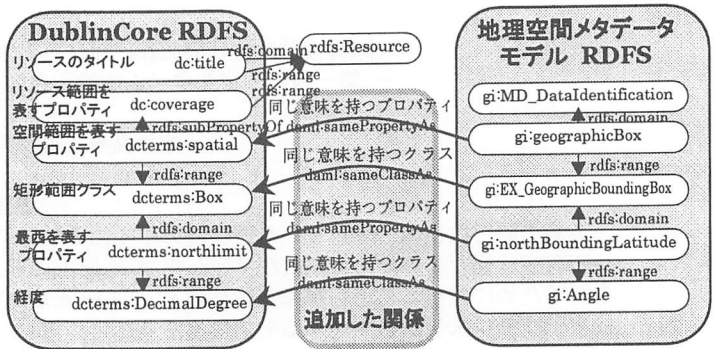 DublinCore RDFS
リソースのタイトル
dc:title
rdfs:domain
rdfs:Resource
rdfs:range
リソース範囲を
表すプロパティ
dc:coverage
rdfs:range
rdfs:subPropertyOf
空間範囲を表す
プロパティ
dcterms:spatial
rdfs:range
矩形範囲クラス
dcterms:Box
rdfs:domain
最西を表す
プロパティ
dcterms:northlimit
rdfs:range
経度
dcterms:DecimalDegree
同じ意味を持つプロパティ
daml:samePropertyAs
同じ意味を持つクラス
daml:sameClassAs
同じ意味を持つプロパティ
daml:samePropertyAs
同じ意味を持つクラス
daml:sameClassAs
追加した関係
地理空間メタデータ
モデル RDFS
gi:MD_DataIdentification
rdfs:domain
gi:geographicBox
rdfs:range
gi:EX_GeographicBoundingBox
rdfs:domain
gi:northBoundingLatitude
rdfs:range
gi:Angle